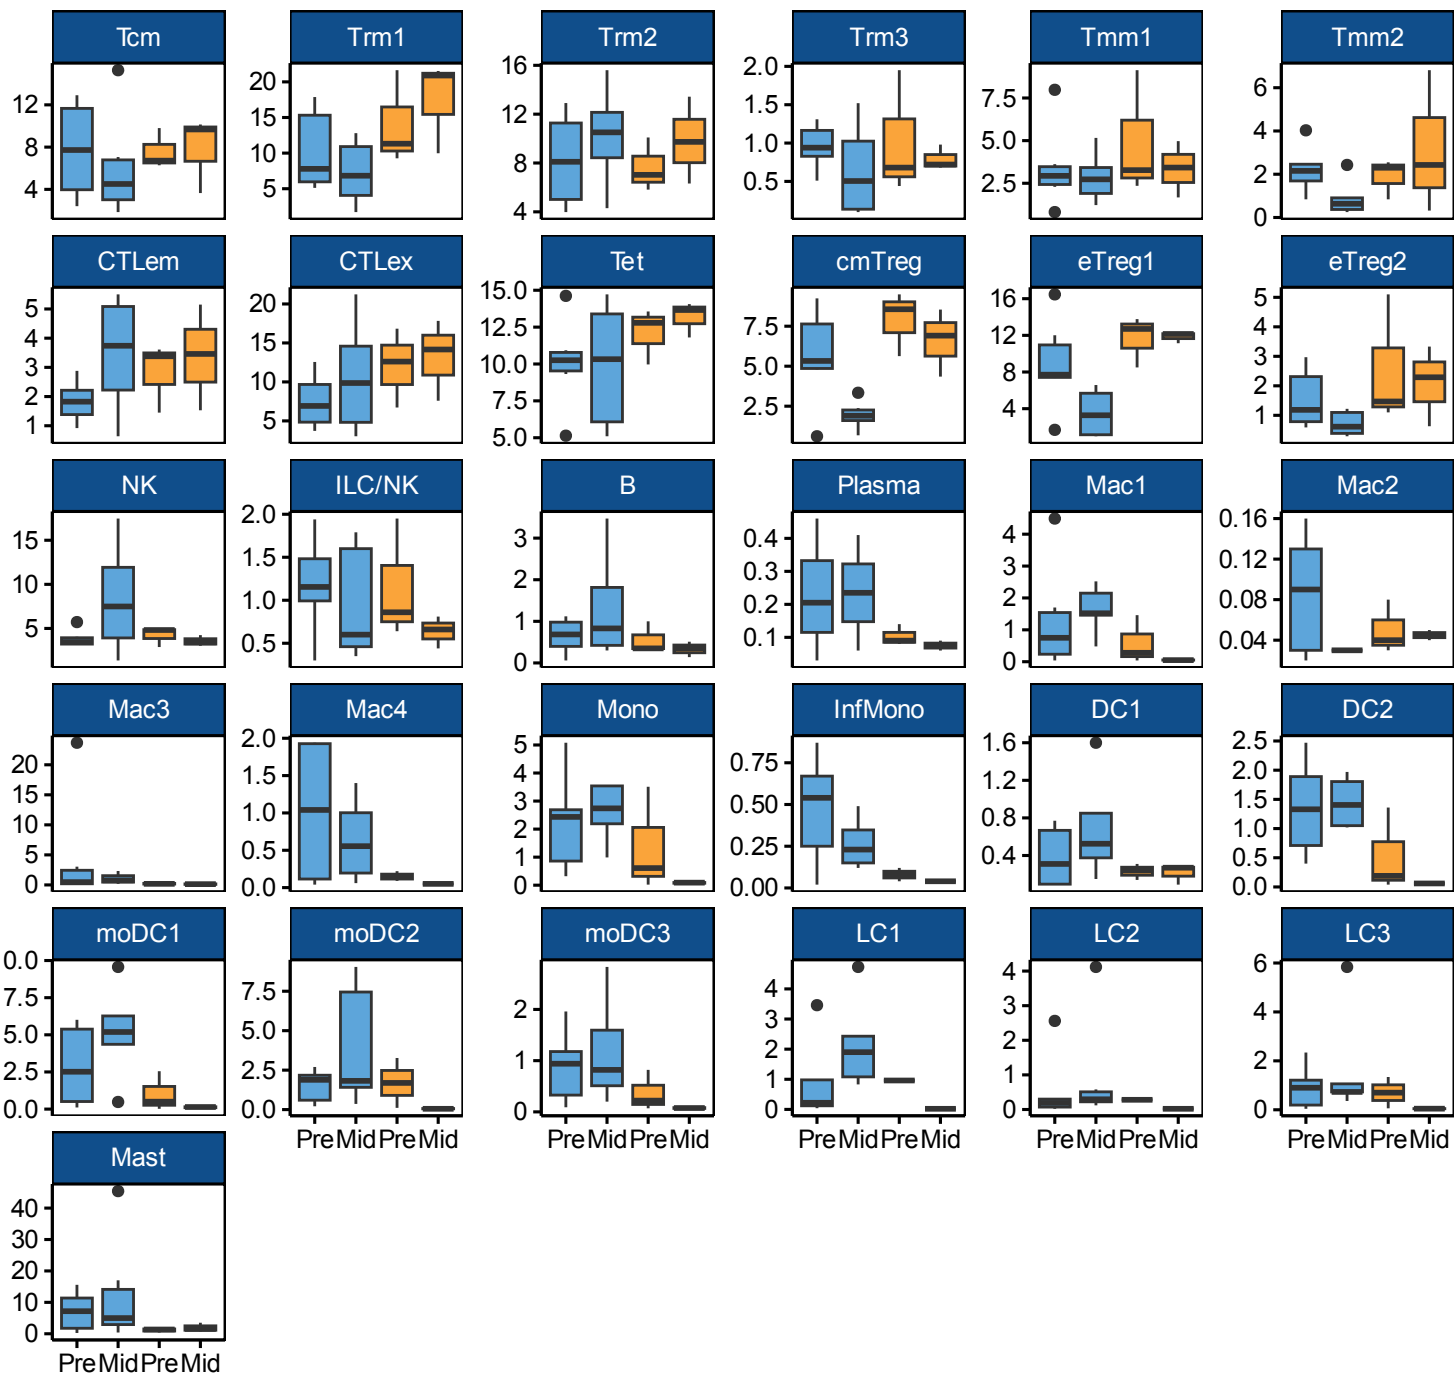 Tcm Trm1 Trm2 Trm3 Tmm1 Tmm2
12 8 4
20 15 10 5
16 12 8 4
2.0 1.5 1.0 0.5
7.5 5.0 2.5
6 4 2 0
CTLem CTLex Tet cmTreg eTreg1 eTreg2
5 4 3 2 1
20 15 10 5
15.0 12.5 10.0 7.5 5.0
7.5 5.0 2.5
16 12 8 4
5 4 3 2 1
NK ILC/NK B Plasma Mac1 Mac2
15 10 5
2.0 1.5 1.0 0.5
3 2 1 0
0.4 0.3 0.2 0.1
4 3 2 1 0
0.16 0.12 0.08 0.04
Mac3 Mac4 Mono InfMono DC1 DC2
20 15 10 5 0
2.0 1.5 1.0 0.5 0.0
5 4 3 2 1 0
0.75 0.50 0.25 0.00
1.6 1.2 0.8 0.4
2.5 2.0 1.5 1.0 0.5 0.0
moDC1 moDC2 moDC3 LC1 LC2 LC3
0.0 7.5 5.0 2.5 0.0
7.5 5.0 2.5 0.0
2 1 0
4 3 2 1 0
4 3 2 1 0
6 4 2 0
Pre Mid Pre Mid Pre Mid Pre Mid Pre Mid Pre Mid Pre Mid Pre Mid Pre Mid Pre Mid
Mast
40 30 20 10 0
Pre Mid Pre Mid